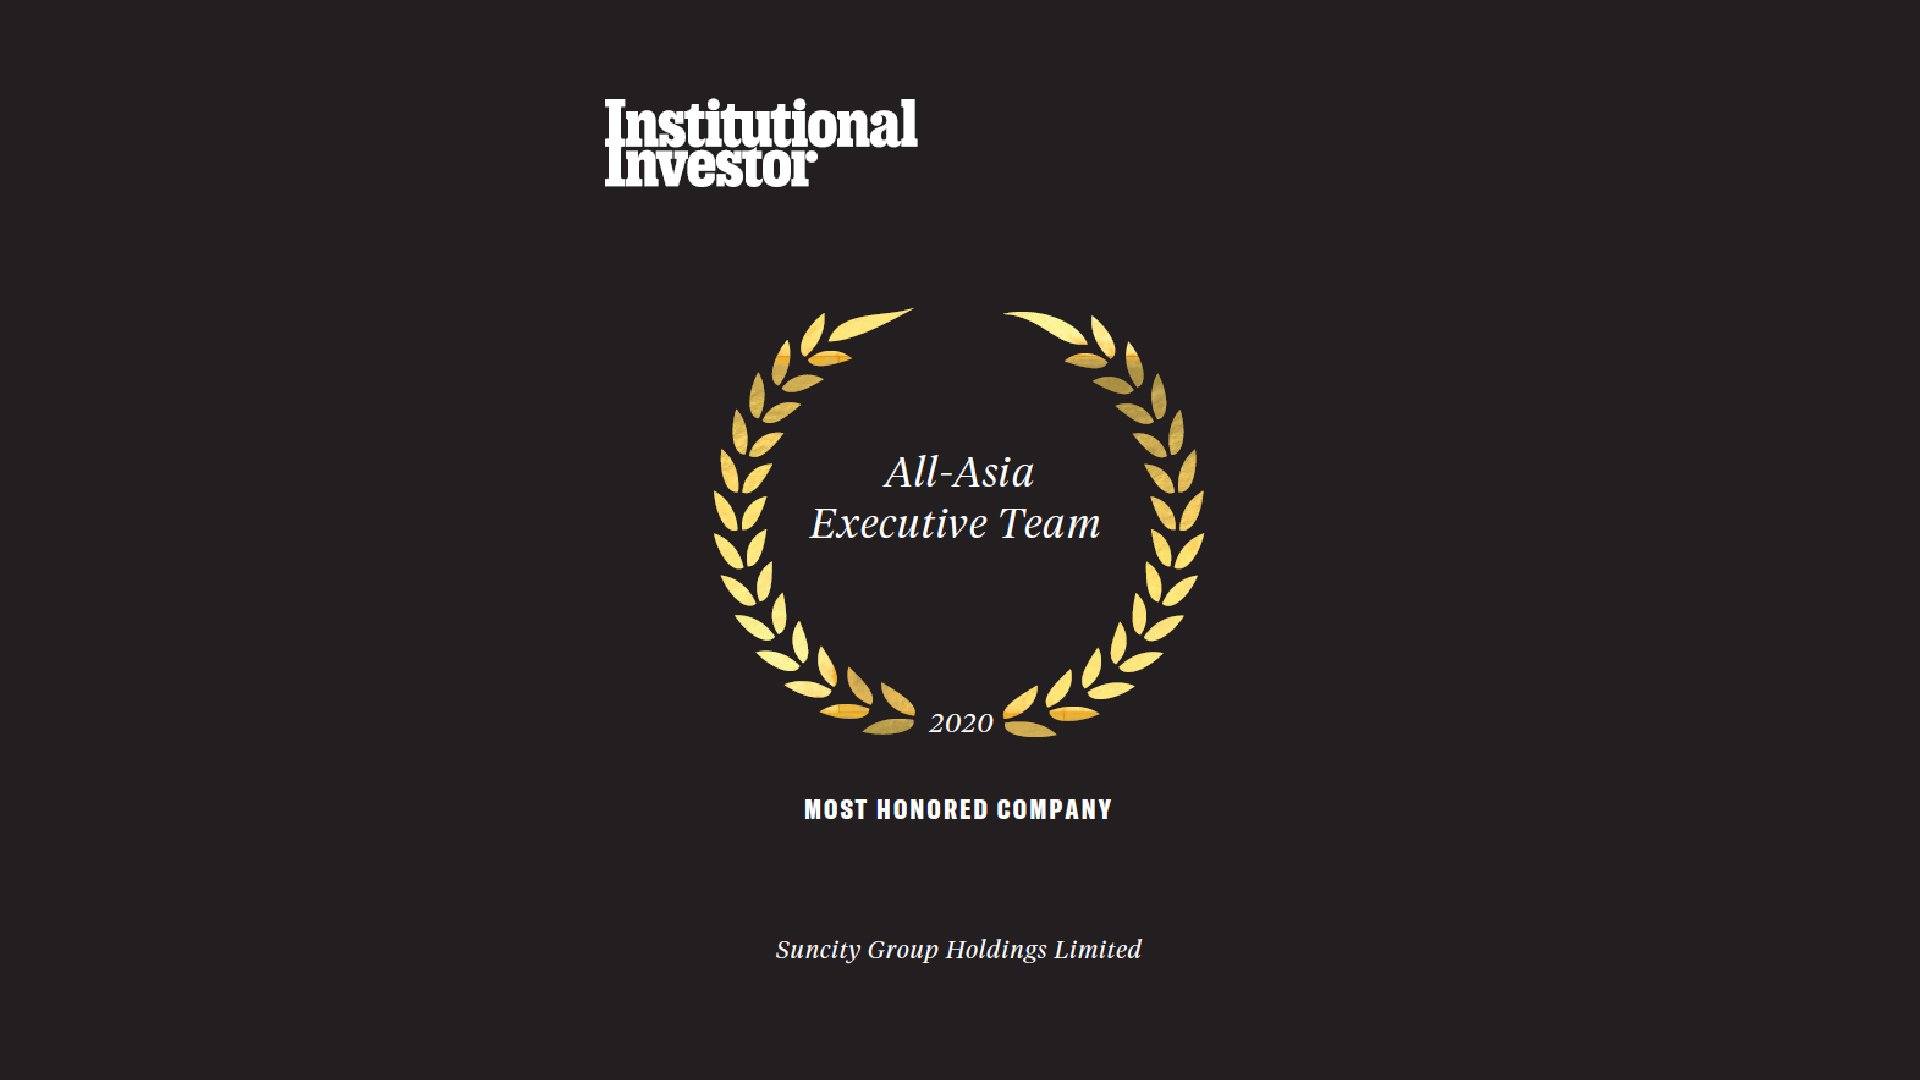 Institutional
Investor
All-Asia
Executive Team
2020
MOST HONORED COMPANY
Suncity Group Holdings Limited